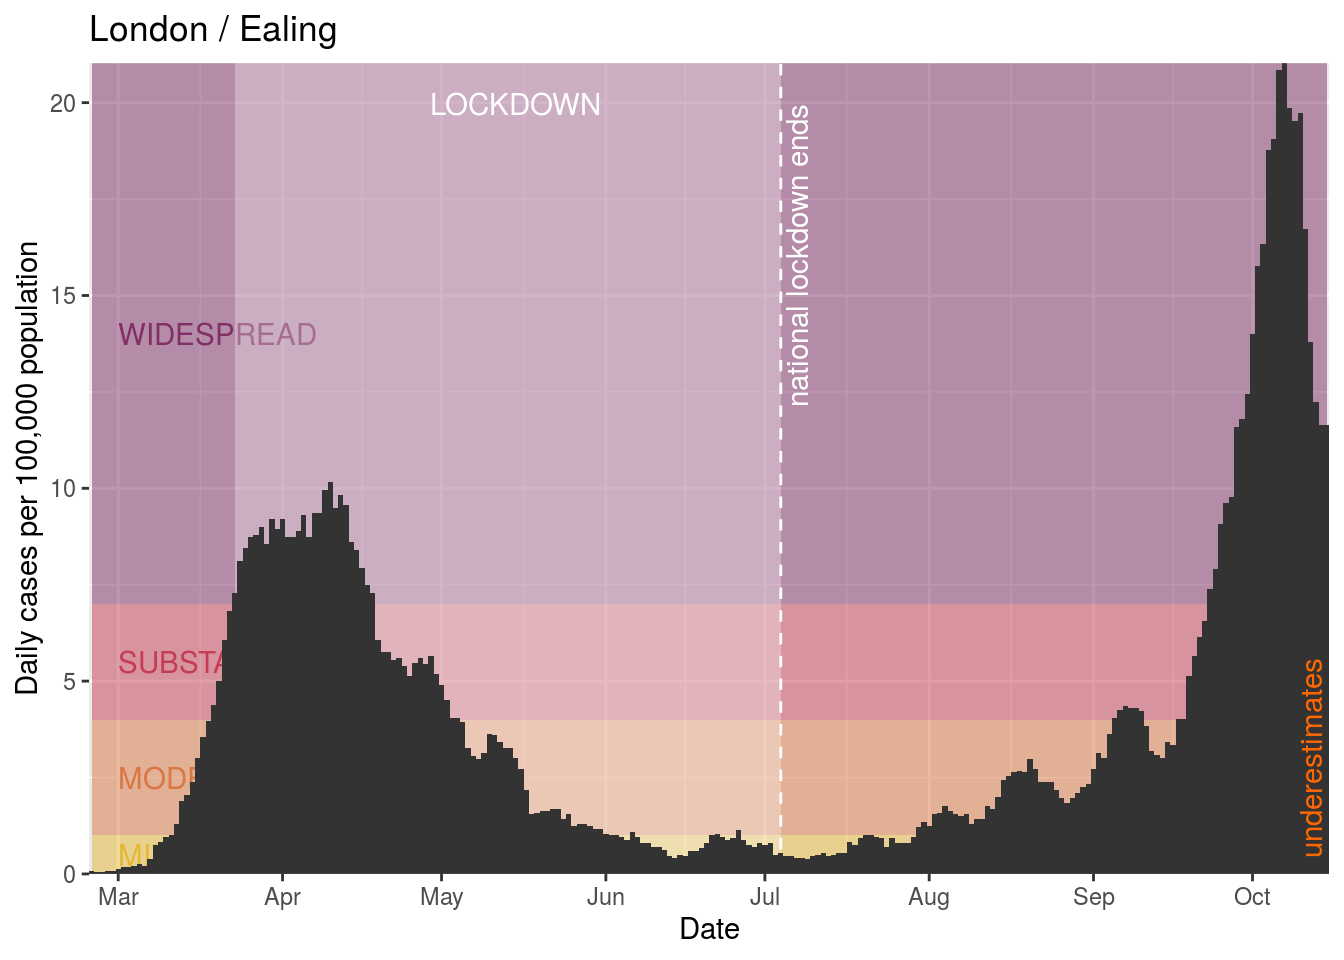 London / Ealing
Daily cases per 100,000 population
20
15
10
5
0
LOCKDOWN
national lockdown ends
WIDESPREAD
SUBSTA
MODE
MI
underestimates
Mar Apr May Jun Jul Aug Sep Oct
Date